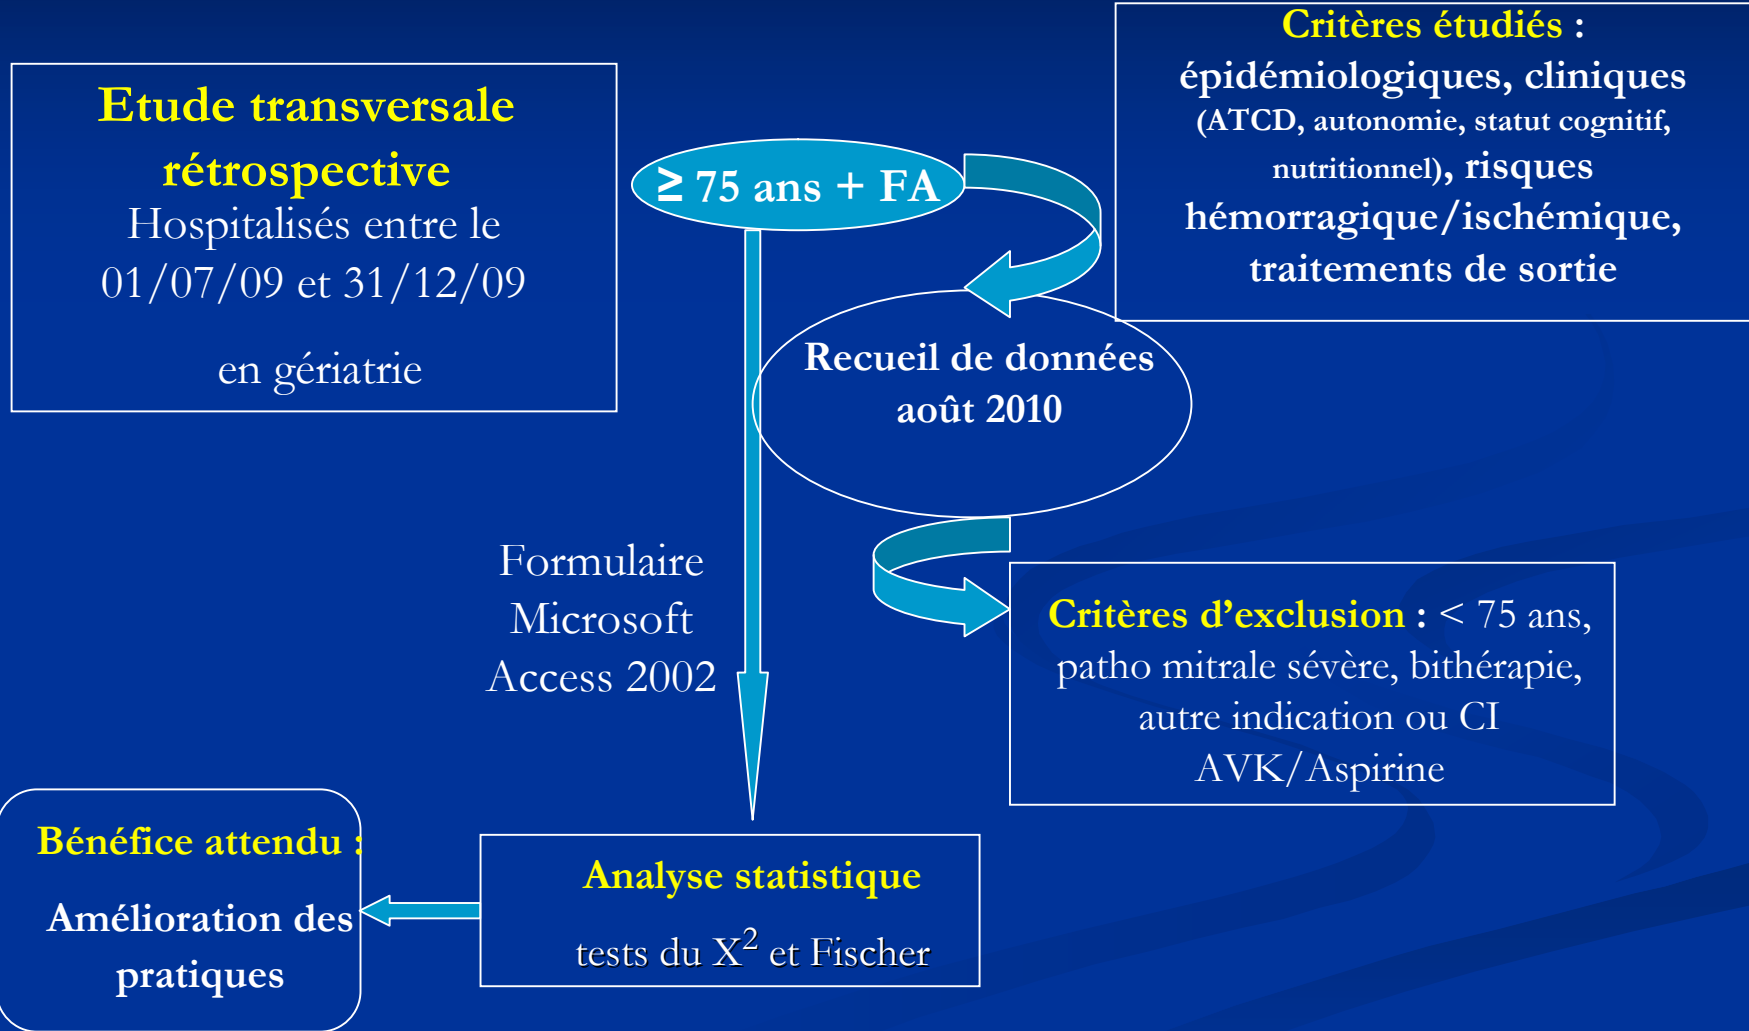 Etude transversale
rétrospective
Hospitalisés entre le
01/07/09 et 31/12/09
en gériatrie
≥ 75 ans + FA
Critères étudiés :
épidémiologiques, cliniques
(ATCD, autonomie, statut cognitif,
nutritionnel), risques
hémorragique/ischémique,
traitements de sortie
Recueil de données
août 2010
Formulaire
Microsoft
Access 2002
Critères d’exclusion : < 75 ans,
patho mitrale sévère, bithérapie,
autre indication ou CI
AVK/Aspirine
Analyse statistique
tests du X² et Fischer
Bénéfice attendu :
Amélioration des
pratiques